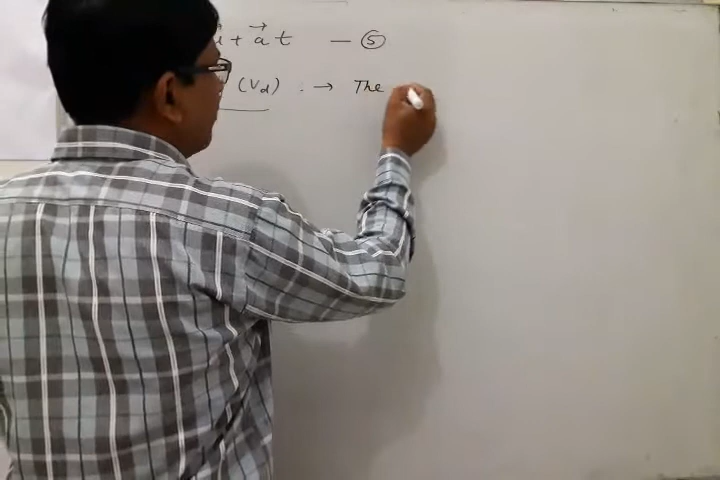 + a⃗ t — ⑤
(Vd) . → The